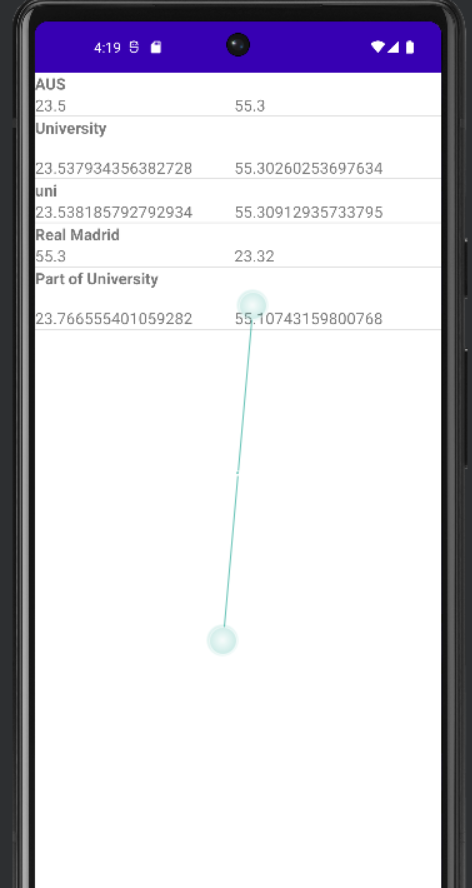 4:19
AUS
23.5 55.3
University
23.537934356382728 55.30260253697634
uni
23.538185792792934 55.30912935733795
Real Madrid
55.3 23.32
Part of University
23.766555401059282 55.10743159800768